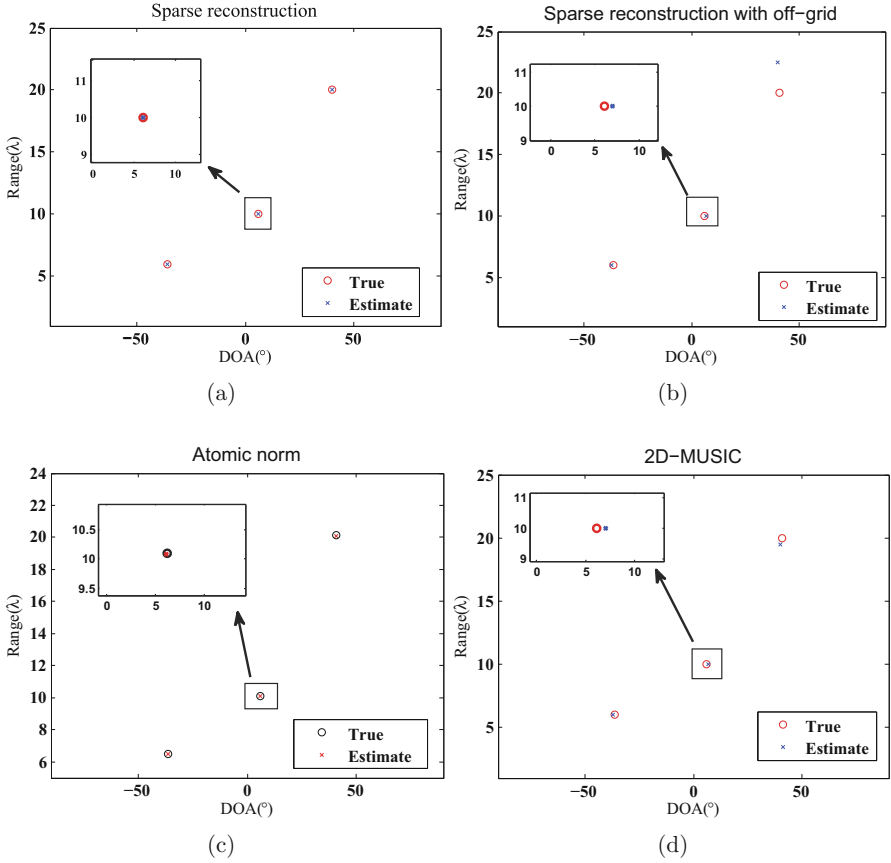 Sparse reconstruction
25
20
15
10
5
Range(λ)
11
10
9
0
5
10
True
Estimate
−50
0
50
DOA(°)
(a)
Sparse reconstruction with off−grid
25
20
15
10
5
Range(λ)
11
10
9
0
5
10
True
Estimate
−50
0
50
DOA(°)
(b)
Atomic norm
24
22
20
18
16
14
12
10
8
6
Range(λ)
10.5
10
9.5
0
5
10
True
Estimate
−50
0
50
DOA(°)
(c)
2D−MUSIC
25
20
15
10
5
Range(λ)
11
10
9
0
5
10
True
Estimate
−50
0
50
DOA(°)
(d)